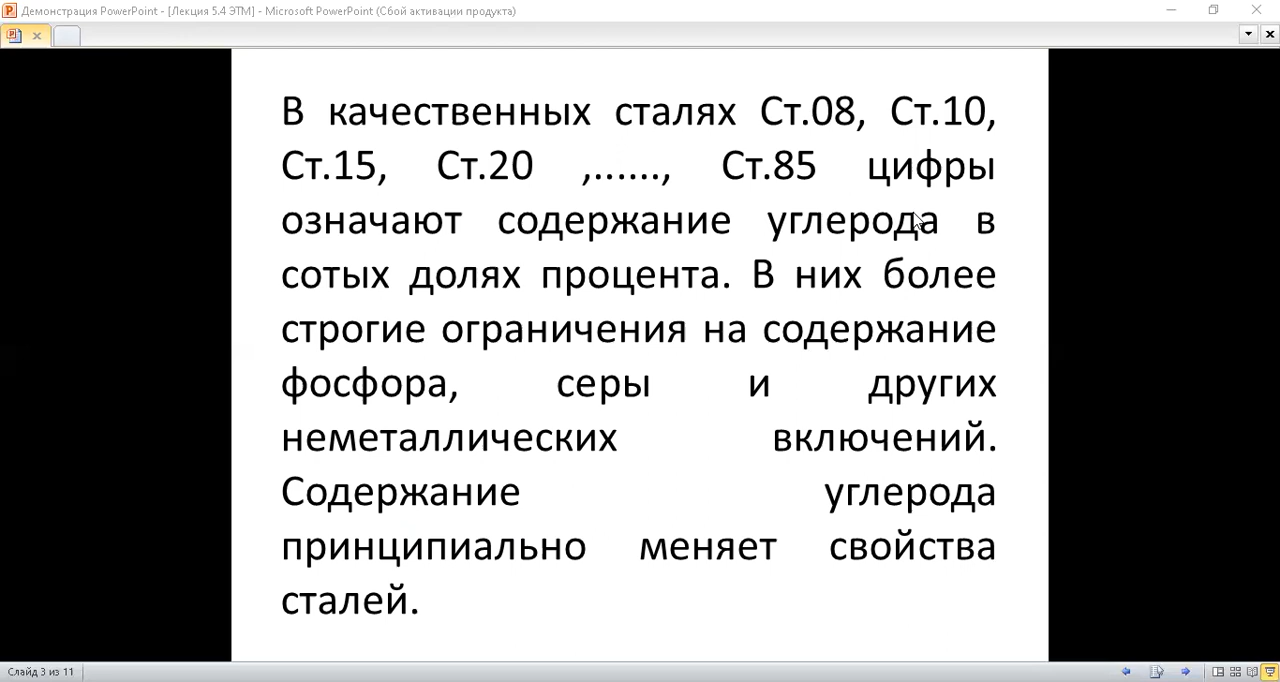 Демонстрация PowerPoint - [Лекция 5.4 ЭТМ] - Microsoft PowerPoint (Сбой активации продукта)
В качественных сталях Ст.08, Ст.10,
Ст.15, Ст.20 ,......, Ст.85 цифры
означают содержание углерода в
сотых долях процента. В них более
строгие ограничения на содержание
фосфора, серы и других
неметаллических включений.
Содержание углерода
принципиально меняет свойства
сталей.
Слайд 3 из 11